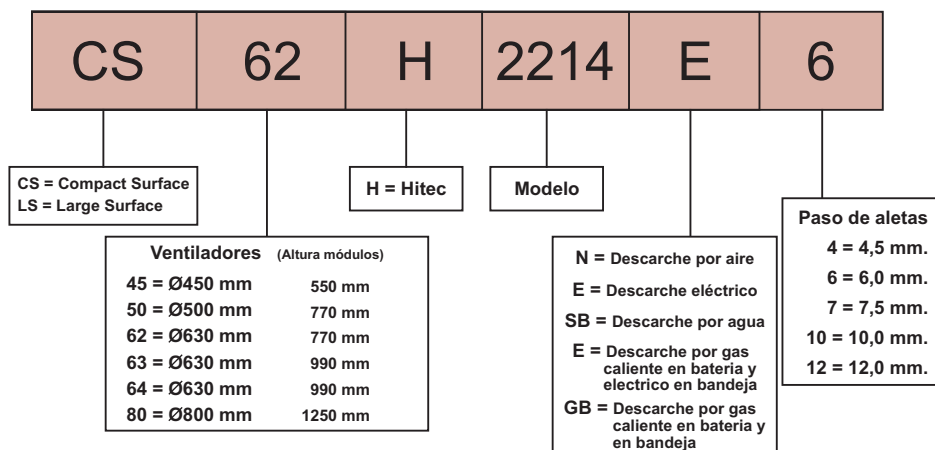 CS 62 H 2214 E 6
CS = Compact Surface
LS = Large Surface
H = Hitec
Modelo
Ventiladores (Altura módulos)
45 = Ø450 mm 550 mm
50 = Ø500 mm 770 mm
62 = Ø630 mm 770 mm
63 = Ø630 mm 990 mm
64 = Ø630 mm 990 mm
80 = Ø800 mm 1250 mm
N = Descarche por aire
E = Descarche eléctrico
SB = Descarche por agua
E = Descarche por gas
caliente en bateria y
electrico en bandeja
GB = Descarche por gas
caliente en bateria y
en bandeja
Paso de aletas
4 = 4,5 mm.
6 = 6,0 mm.
7 = 7,5 mm.
10 = 10,0 mm.
12 = 12,0 mm.